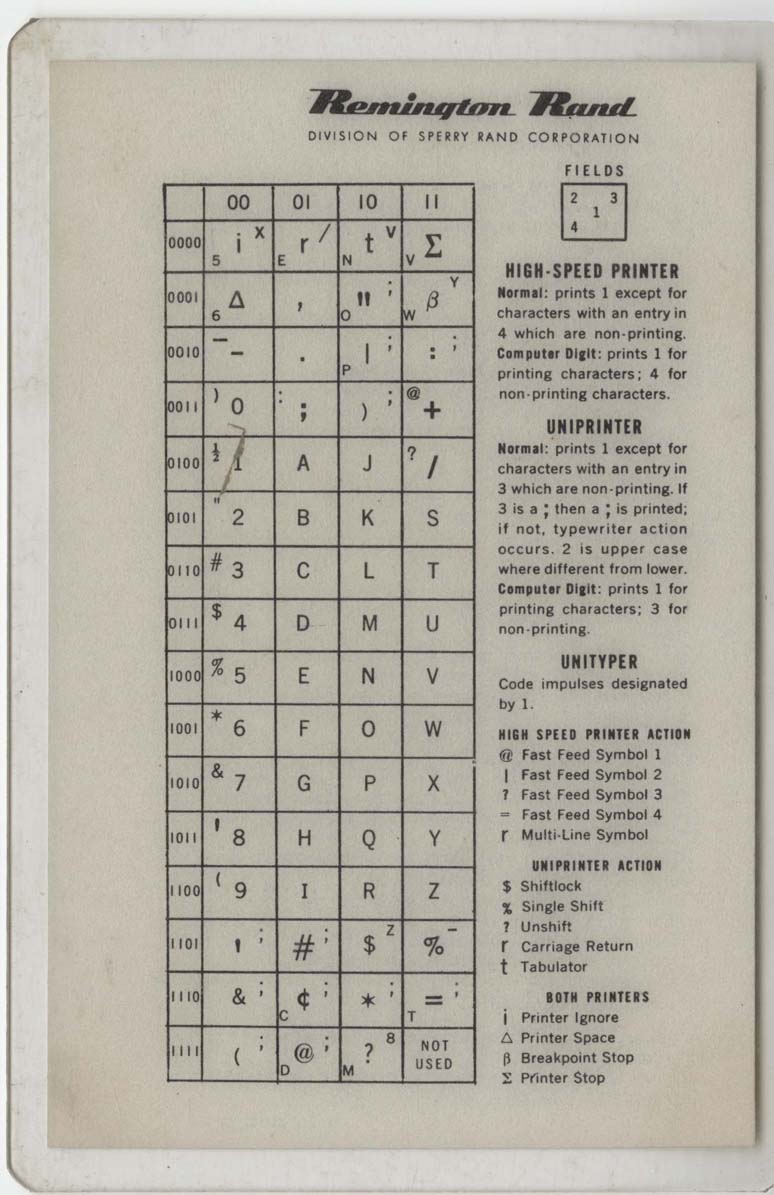 Remington Rand
DIVISION OF SPERRY RAND CORPORATION
FIELDS
2 3
1
4
00 01 10 11
0000 5 i X E r / N t V V Σ
0001 6 Δ , O " ; W β Y
0010 — - . P | ; : ;
0011 ) 0 : ; ) ; @ +
0100 ½ 1 A J ? /
0101 " 2 B K S
0110 # 3 C L T
0111 $ 4 D M U
1000 % 5 E N V
1001 * 6 F O W
1010 & 7 G P X
1011 ' 8 H Q Y
1100 ( 9 I R Z
1101 ' ; # ; $ Z % -
1110 & ; C ¢ ; * ; T = ;
1111 ( ; D @ ; M ? 8 NOT
USED
HIGH-SPEED PRINTER
Normal: prints 1 except for
characters with an entry in
4 which are non-printing.
Computer Digit: prints 1 for
printing characters; 4 for
non-printing characters.
UNIPRINTER
Normal: prints 1 except for
characters with an entry in
3 which are non-printing. If
3 is a ; then a ; is printed;
if not, typewriter action
occurs. 2 is upper case
where different from lower.
Computer Digit: prints 1 for
printing characters; 3 for
non-printing.
UNITYPER
Code impulses designated
by 1.
HIGH SPEED PRINTER ACTION
@ Fast Feed Symbol 1
| Fast Feed Symbol 2
? Fast Feed Symbol 3
= Fast Feed Symbol 4
r Multi-Line Symbol
UNIPRINTER ACTION
$ Shiftlock
% Single Shift
? Unshift
r Carriage Return
t Tabulator
BOTH PRINTERS
i Printer Ignore
Δ Printer Space
β Breakpoint Stop
Σ Printer Stop